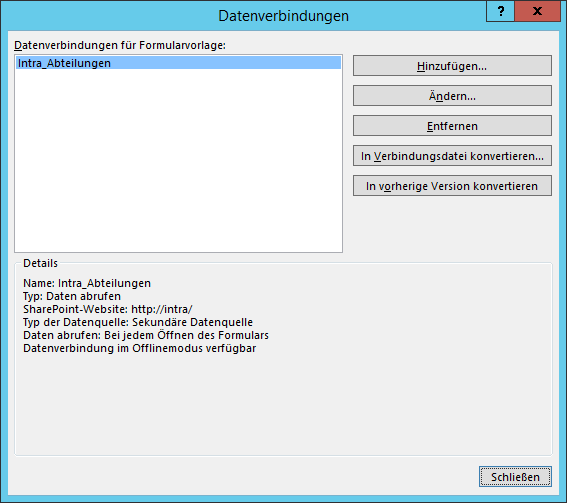 Datenverbindungen
?
x
Datenverbindungen für Formularvorlage:
Intra_Abteilungen
Hinzufügen...
Ändern...
Entfernen
In Verbindungsdatei konvertieren...
In vorherige Version konvertieren
Details
Name: Intra_Abteilungen
Typ: Daten abrufen
SharePoint-Website: http://intra/
Typ der Datenquelle: Sekundäre Datenquelle
Daten abrufen: Bei jedem Öffnen des Formulars
Datenverbindung im Offlinemodus verfügbar
Schließen